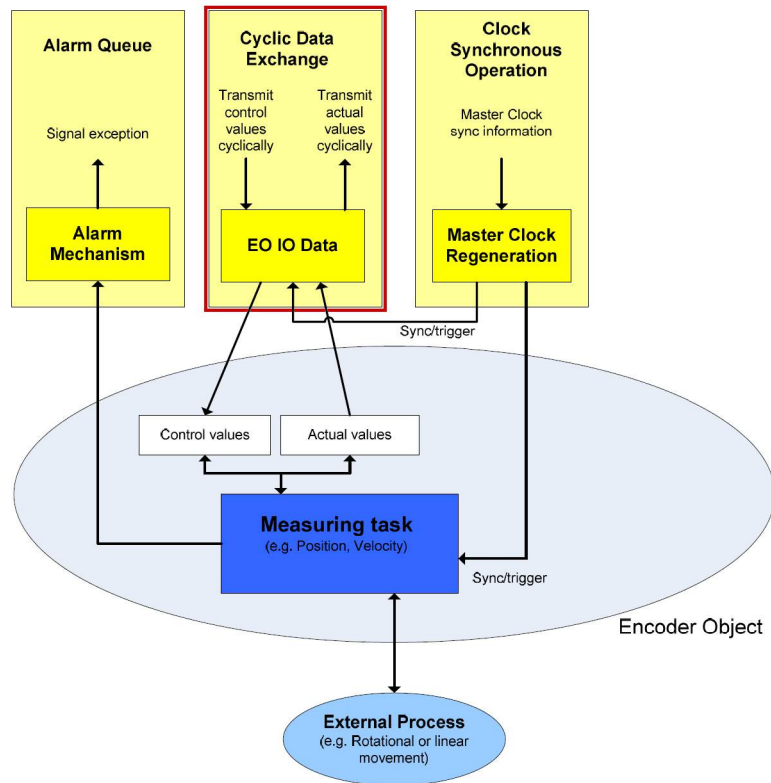 Alarm Queue
Signal exception
Alarm
Mechanism
Cyclic Data
Exchange
Transmit
control
values
cyclically
Transmit
actual
values
cyclically
EO IO Data
Clock
Synchronous
Operation
Master Clock
sync information
Master Clock
Regeneration
Sync/trigger
Control values
Actual values
Measuring task
(e.g. Position, Velocity)
Sync/trigger
Encoder Object
External Process
(e.g. Rotational or linear
movement)